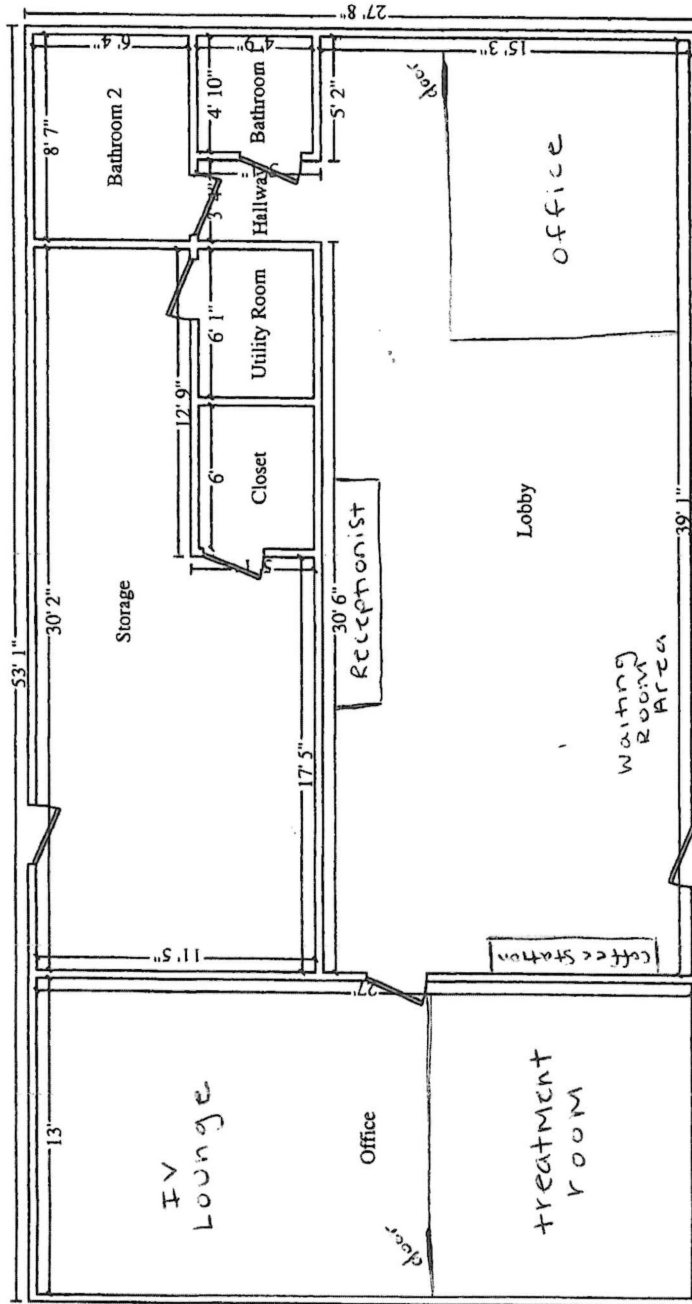 27' 8"
53' 1"
8' 7"
6' 4"
Bathroom 2
4' 9"
4' 10"
Bathroom
5' 2"
15' 3"
door
office
30' 2"
Storage
3' 4"
Hallway
12' 9"
6' 1"
Utility Room
6'
Closet
5'
17' 5"
30' 6"
Receptionist
Lobby
39' 1"
Waiting
Room
Area
11' 5"
Coffee Station
27'
13'
IV
Lounge
Office
door
treatment
room